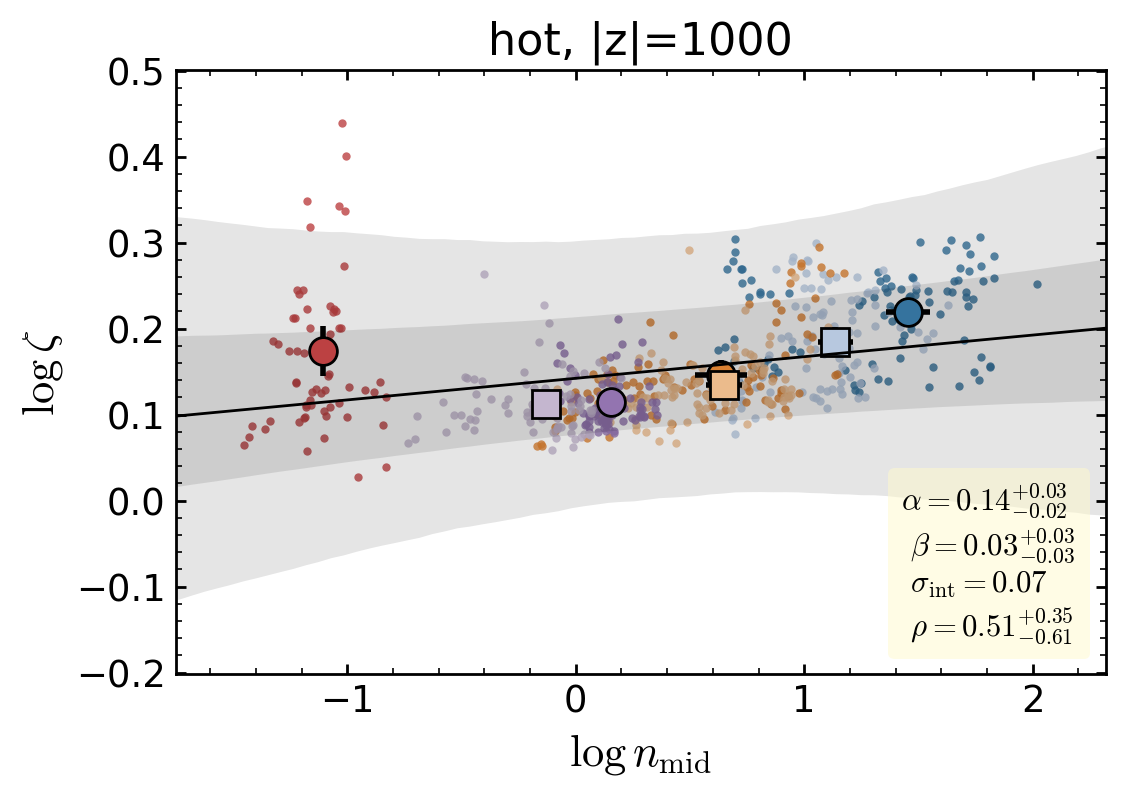 hot, |z|=1000
0.5
0.4
0.3
0.2
0.1
0.0
−0.1
−0.2
log ζ
α = 0.14 +0.03 −0.02
β = 0.03 +0.03 −0.03
σint = 0.07
ρ = 0.51 +0.35 −0.61
−1 0 1 2
log nmid